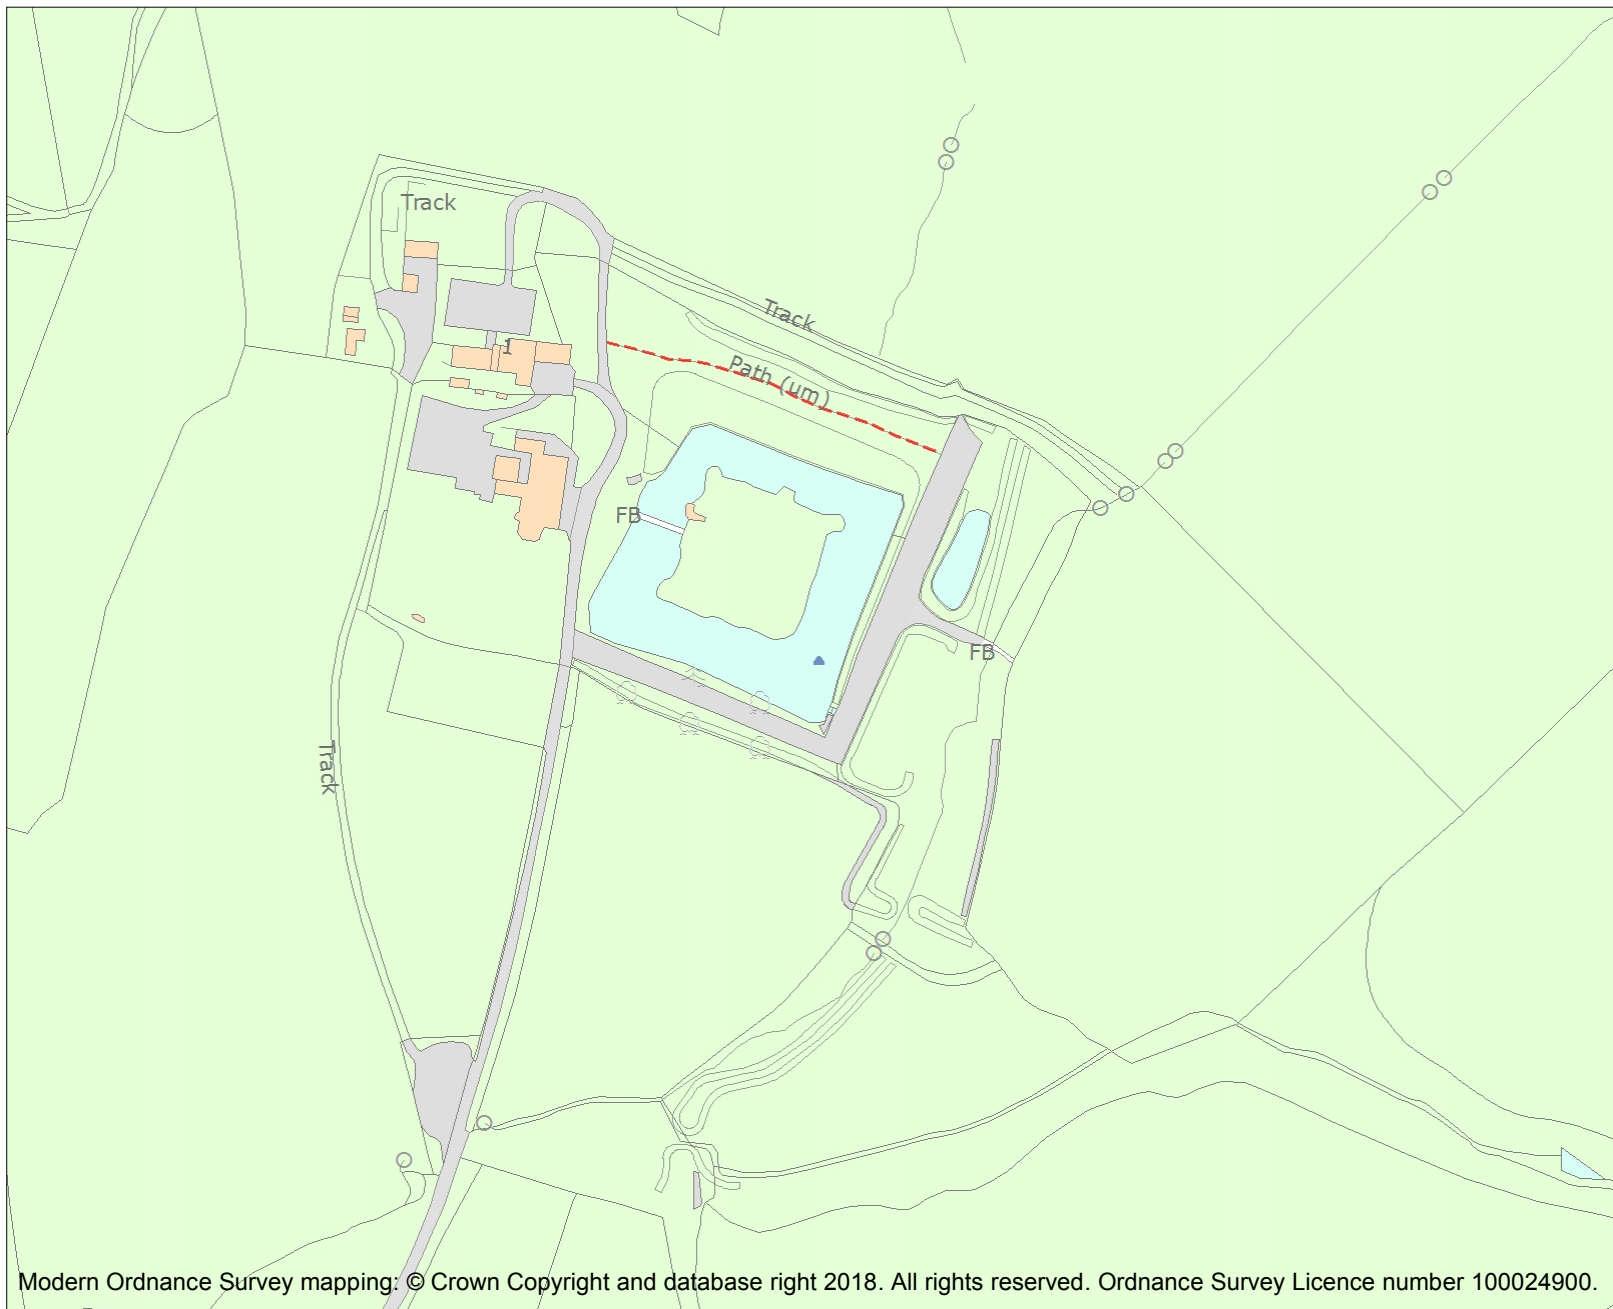 Track
Track
1
Path (um)
FB
FB
Track
Modern Ordnance Survey mapping: © Crown Copyright and database right 2018. All rights reserved. Ordnance Survey Licence number 100024900.